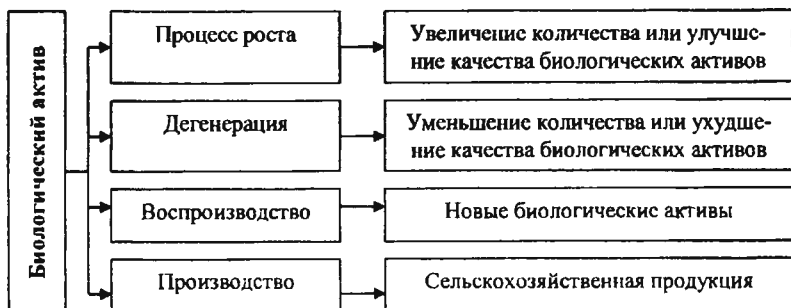 Биологический актив
Процесс роста
Увеличение количества или улучше-
ние качества биологических активов
Дегенерация
Уменьшение количества или ухудше-
ние качества биологических активов
Воспроизводство
Новые биологические активы
Производство
Сельскохозяйственная продукция